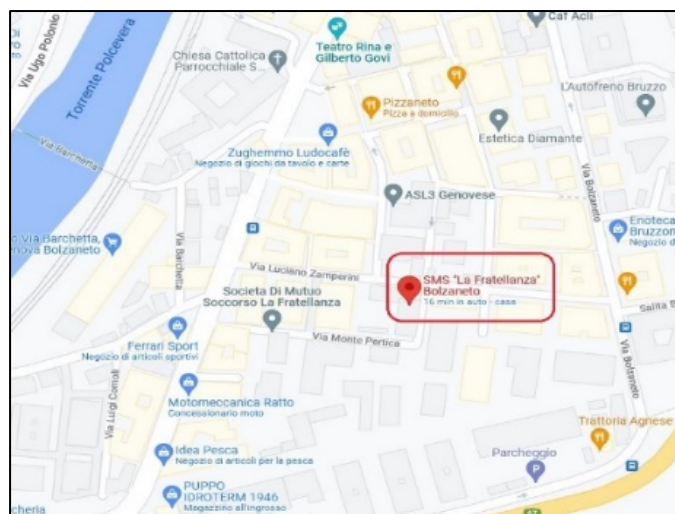 Caf Acli
Teatro Rina e
Gilberto Govi
Via Ugo Polonio
Torrente Polcevera
Chiesa Cattolica
Parrocchiale S...
L'Autofreno Bruzzo
Pizzaneto
Pizza a domicilio
Estetica Diamante
Via Barchetta
Zughemmo Ludocafè
Negozio di giochi da tavolo e carte
Via Bolzaneto
ASL3 Genovese
Enoteca
Bruzzon
Negozio d
o Via Barchetta,
nova Bolzaneto
Via Barchetta
Via Luciano Zamperini
SMS "La Fratellanza"
Bolzaneto
16 min in auto - casa
Societa Di Mutuo
Soccorso La Fratellanza
Santa B
Via Monte Pertica
Ferrari Sport
Negozio di articoli sportivi
Via Bolzaneto
Motomeccanica Ratto
Concessionario moto
Via Luigi Comoli
Trattoria Agnese
Idea Pesca
Negozio di articoli per la pesca
Parcheggio
P
PUPPO
IDROTERM 1946
Magazzino all'ingrosso
cheria